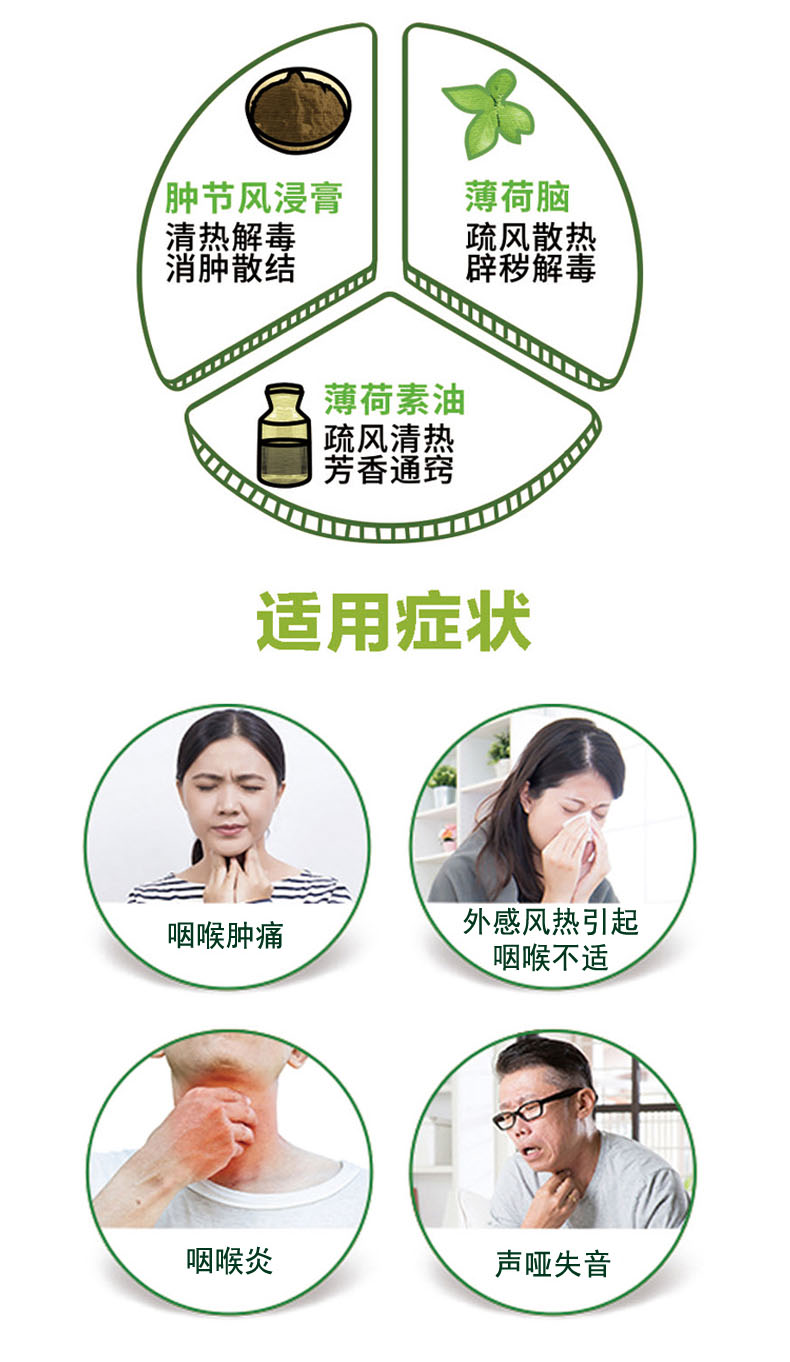 肿节风浸膏
清热解毒
消肿散结
薄荷脑
疏风散热
辟秽解毒
薄荷素油
疏风清热
芳香通窍
适用症状
咽喉肿痛
外感风热引起
咽喉不适
咽喉炎
声哑失音